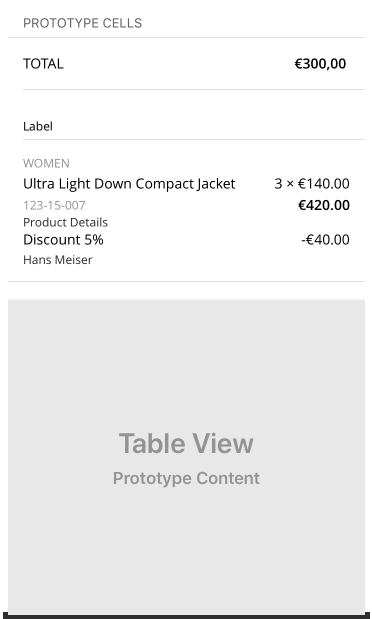 PROTOTYPE CELLS
TOTAL €300,00
Label
WOMEN
Ultra Light Down Compact Jacket 3 × €140.00
123-15-007 €420.00
Product Details
Discount 5% -€40.00
Hans Meiser
Table View
Prototype Content